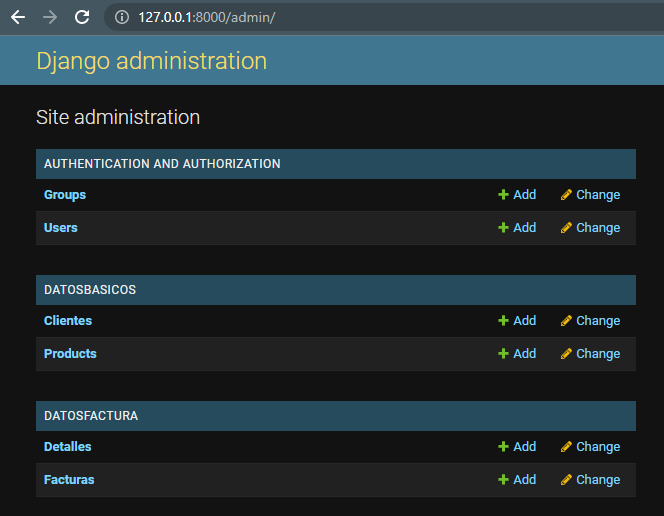 127.0.0.1:8000/admin/
Django administration
Site administration
AUTHENTICATION AND AUTHORIZATION
Groups Add Change
Users Add Change
DATOSBASICOS
Clientes Add Change
Products Add Change
DATOSFACTURA
Detalles Add Change
Facturas Add Change